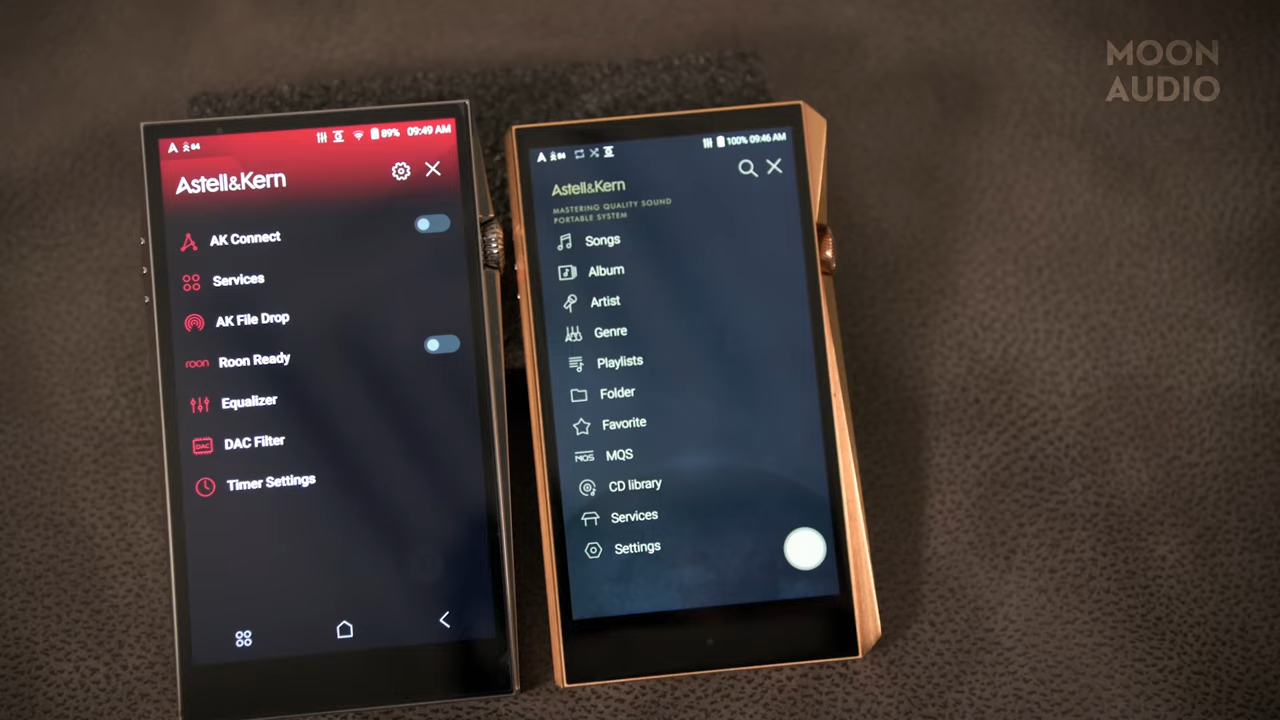 MOON
AUDIO
A 64 89% 09:49 AM
Astell&Kern
AK Connect
Services
AK File Drop
roon Roon Ready
Equalizer
DAC DAC Filter
Timer Settings
A 64 100% 09:46 AM
Astell&Kern
MASTERING QUALITY SOUND
PORTABLE SYSTEM
Songs
Album
Artist
Genre
Playlists
Folder
Favorite
MQS MQS
CD library
Services
Settings